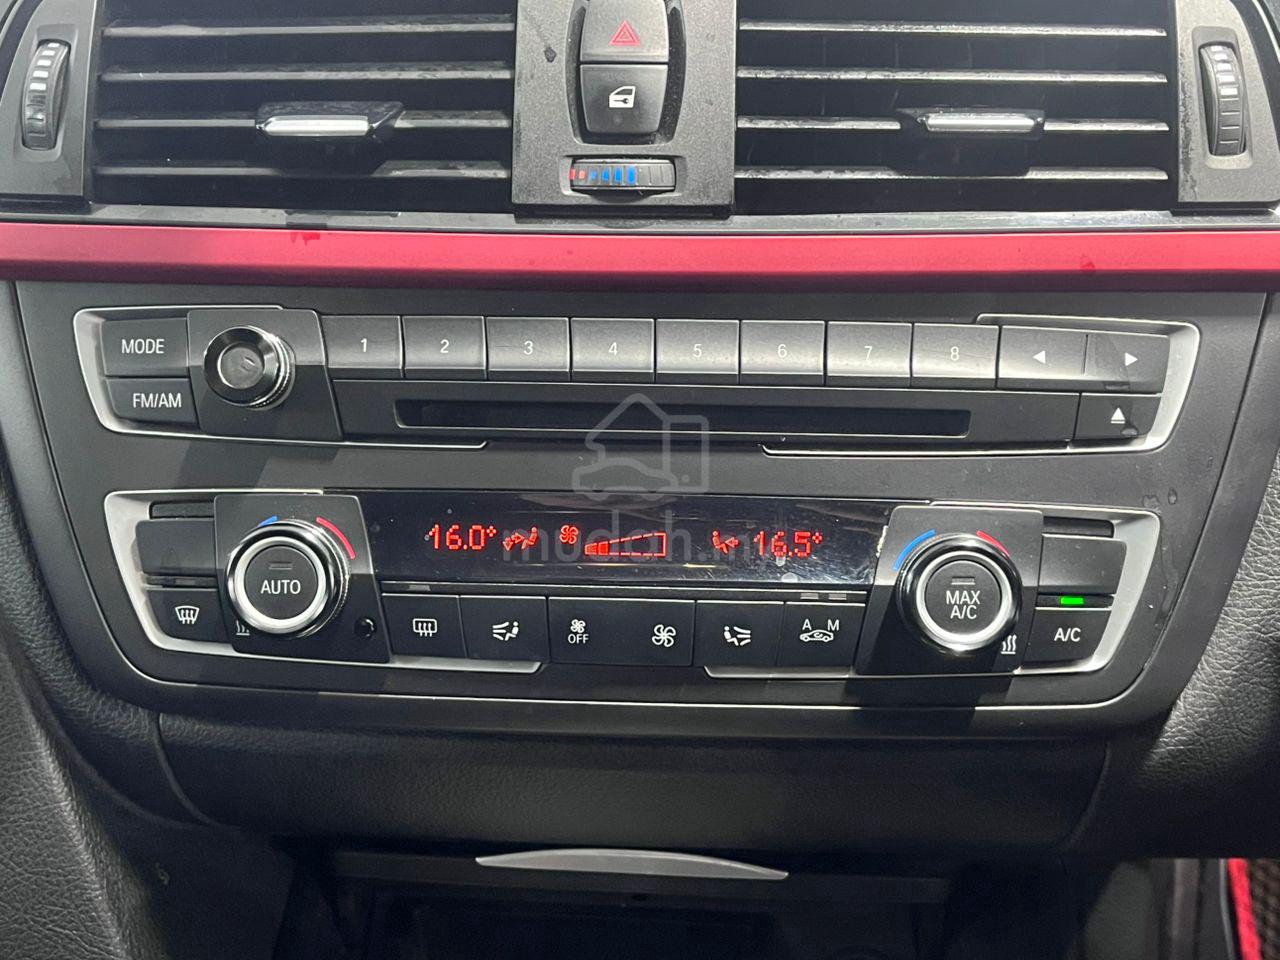 MODE
1 2 3 4 5 6 7 8
FM/AM
16.0° 16.5°
AUTO
MAX
A/C
OFF
A M
A/C